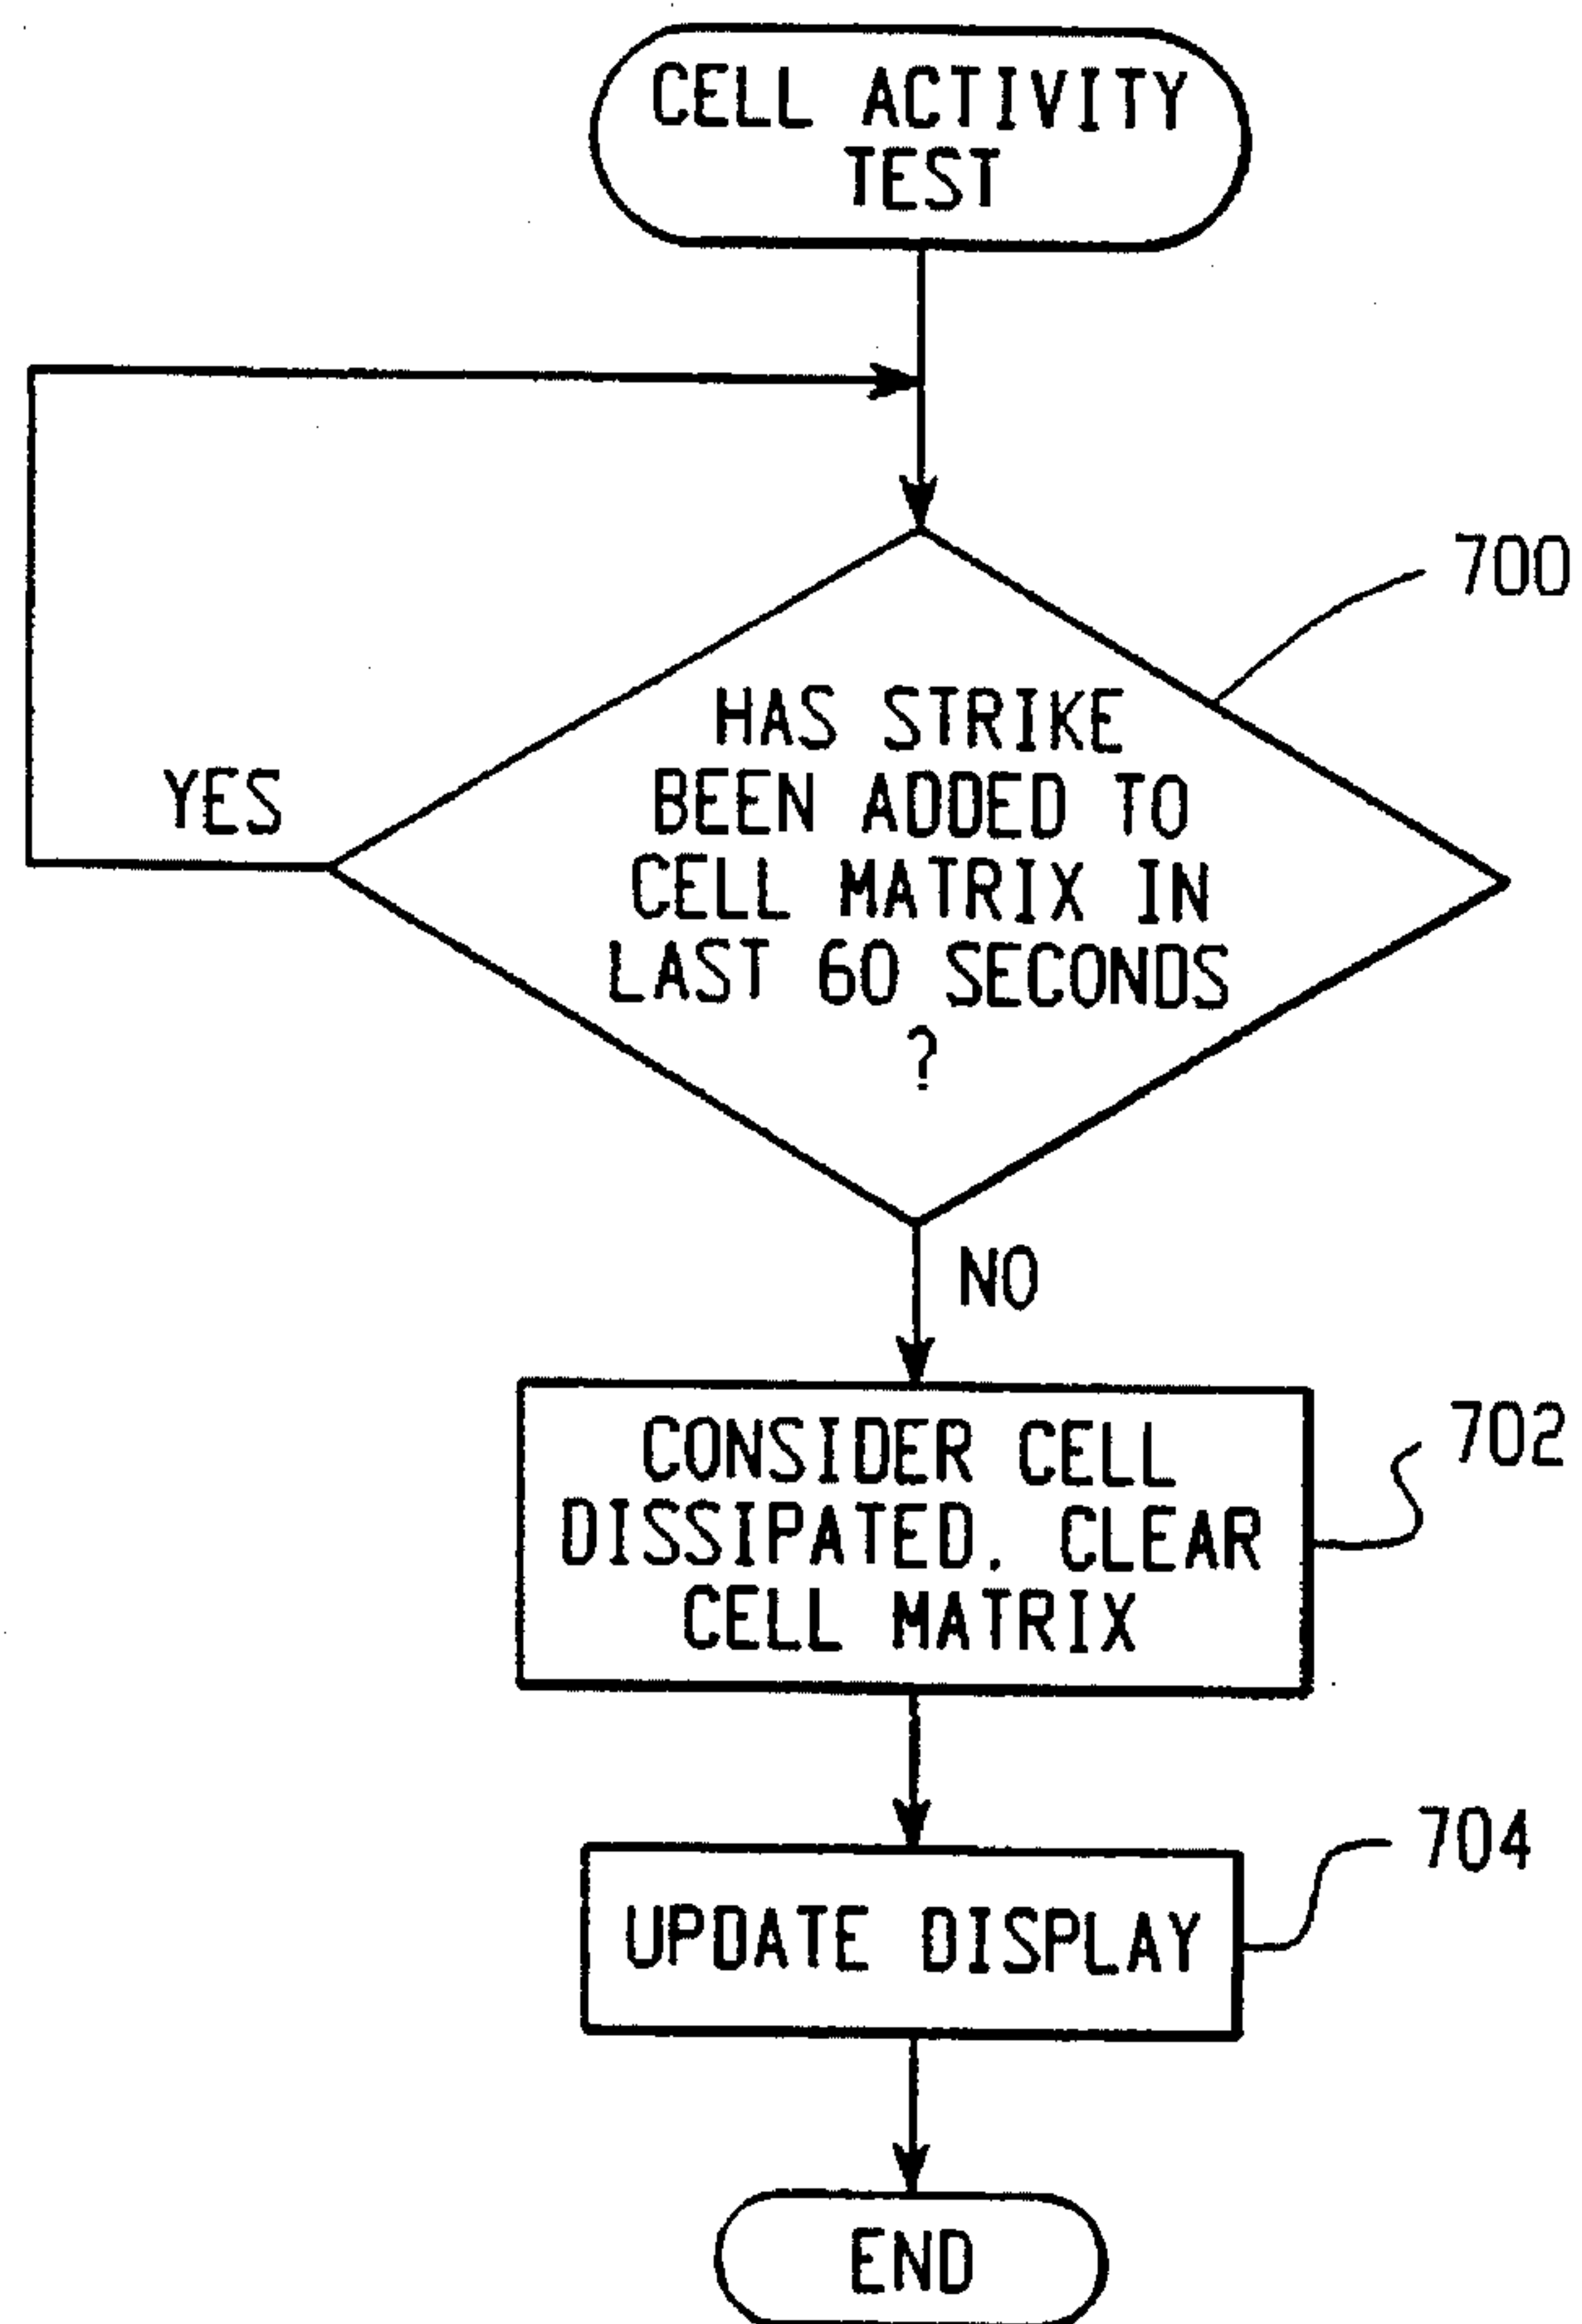 CELL ACTIVITY
TEST
700
HAS STRIKE
BEEN ADDED TO
CELL MATRIX IN
LAST 60 SECONDS
?
YES
NO
702
CONSIDER CELL
DISSIPATED. CLEAR
CELL MATRIX
704
UPDATE DISPLAY
END